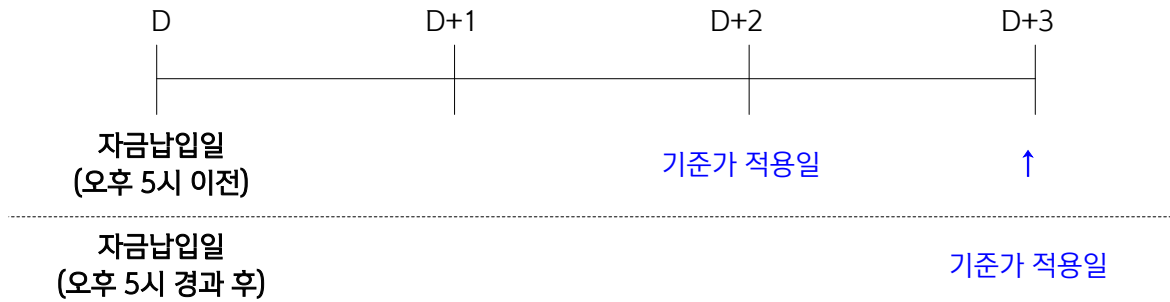 D D+1 D+2 D+3
자금납입일
(오후 5시 이전)
기준가 적용일 ↑
자금납입일
(오후 5시 경과 후)
기준가 적용일